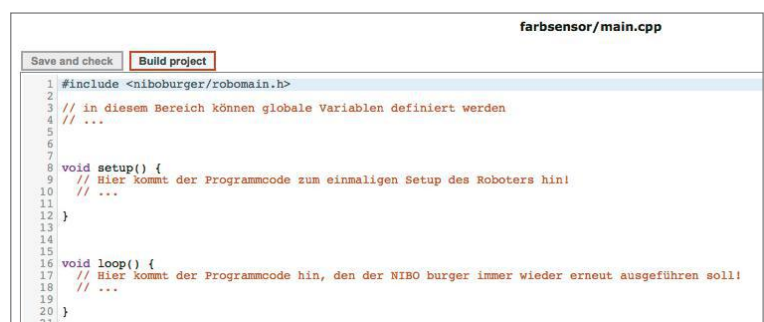 farbsensor/main.cpp
Save and check Build project
1 #include <niboburger/robomain.h>
2
3 // in diesem Bereich können globale Variablen definiert werden
4 // ...
5
6
7
8 void setup() {
9 // Hier kommt der Programmcode zum einmaligen Setup des Roboters hin!
10 // ...
11
12 }
13
14
15
16 void loop() {
17 // Hier kommt der Programmcode hin, den der NIBO burger immer wieder erneut ausgeführen soll!
18 // ...
19
20 }